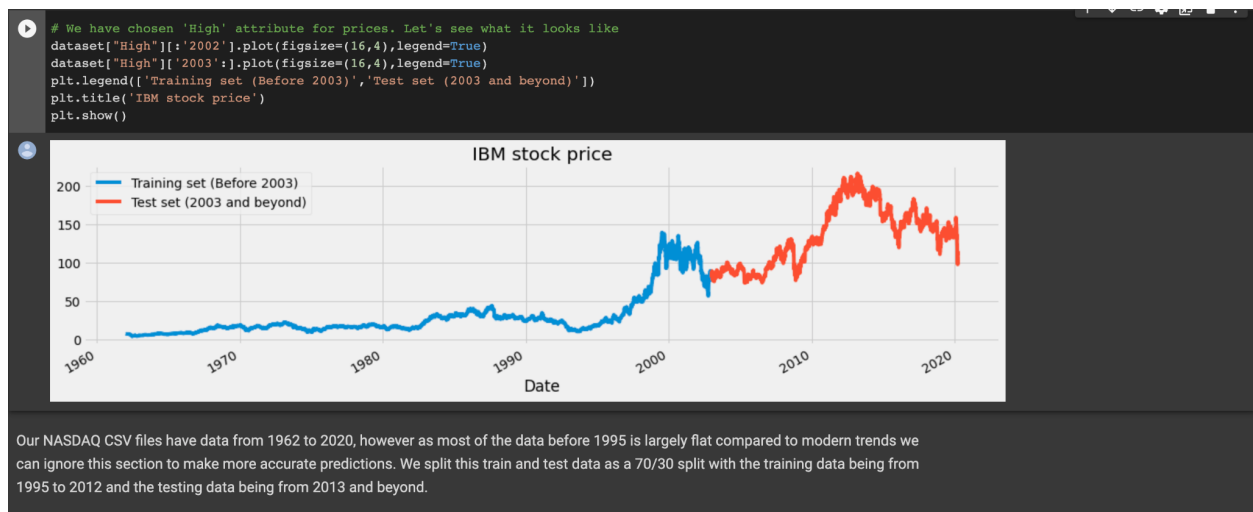 # We have chosen 'High' attribute for prices. Let's see what it looks like
dataset["High"][:'2002'].plot(figsize=(16,4),legend=True)
dataset["High"]['2003':].plot(figsize=(16,4),legend=True)
plt.legend(['Training set (Before 2003)','Test set (2003 and beyond)'])
plt.title('IBM stock price')
plt.show()
IBM stock price
Training set (Before 2003)
Test set (2003 and beyond)
200
150
100
50
0
1960
1970
1980
1990
2000
2010
2020
Date
Our NASDAQ CSV files have data from 1962 to 2020, however as most of the data before 1995 is largely flat compared to modern trends we
can ignore this section to make more accurate predictions. We split this train and test data as a 70/30 split with the training data being from
1995 to 2012 and the testing data being from 2013 and beyond.